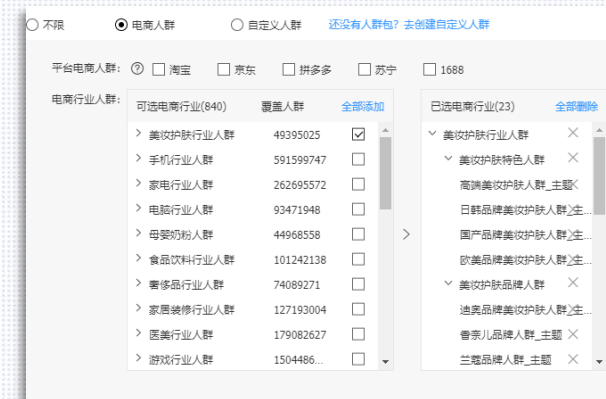 不限 电商人群 自定义人群 还没有人群包? 去创建自定义人群
平台电商人群: 淘宝 京东 拼多多 苏宁 1688
电商行业人群: 可选电商行业(840) 覆盖人群 全部添加 已选电商行业(23) 全部删除
美妆护肤行业人群 49395025 美妆护肤行业人群
手机行业人群 591599747 美妆护肤特色人群
家电行业人群 262695572 高端美妆护肤人群_主题
电脑行业人群 93471948 日韩品牌美妆护肤人群_主...
母婴奶粉人群 44968558 国产品牌美妆护肤人群_主...
食品饮料行业人群 101242138 欧美品牌美妆护肤人群_主...
奢侈品行业人群 74089271 美妆护肤品牌人群
家居装修行业人群 127193004 迪奥品牌美妆护肤人群_主...
医美行业人群 179082627 香奈儿品牌人群_主题
游戏行业人群 1504486... 兰蔻品牌人群_主题